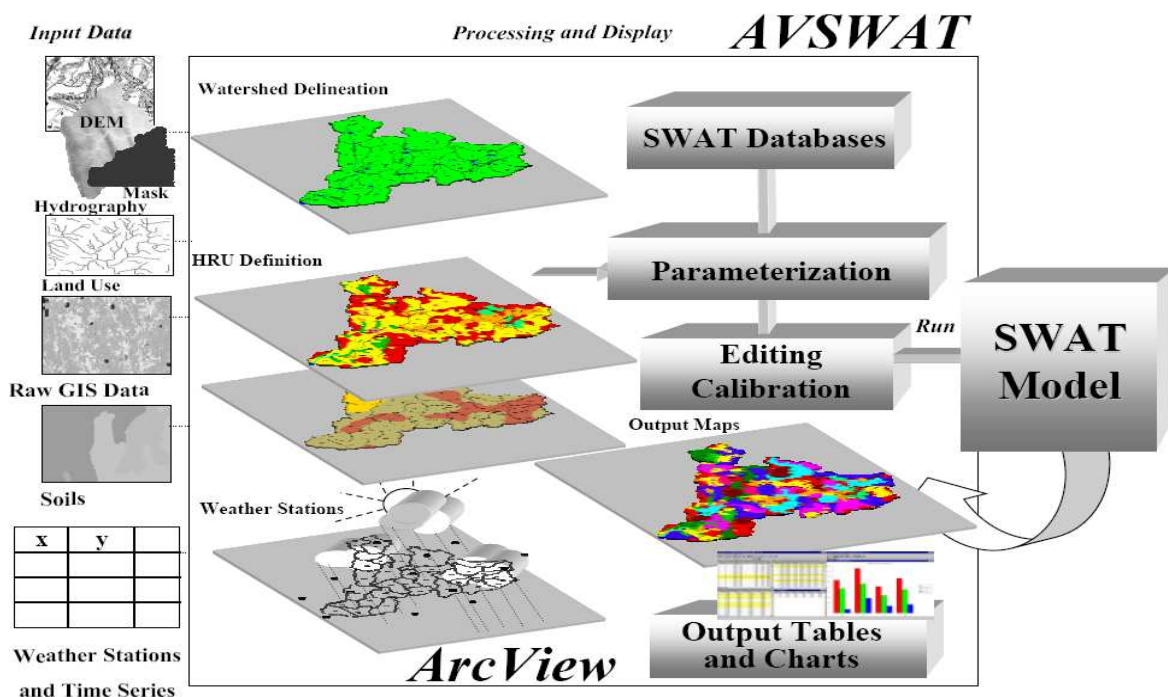 Input Data
Processing and Display
AVSWAT
DEM
Mask
Hydrography
Land Use
Raw GIS Data
Soils
x y
Weather Stations
and Time Series
Watershed Delineation
HRU Definition
Weather Stations
ArcView
SWAT Databases
Parameterization
Editing
Calibration
Run
SWAT
Model
Output Maps
Output Tables
and Charts